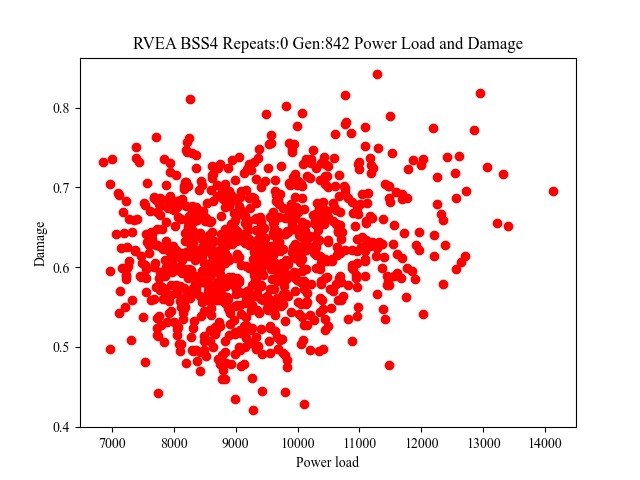 RVEA BSS4 Repeats:0 Gen:842 Power Load and Damage
0.8
0.7
0.6
0.5
0.4
Damage
7000 8000 9000 10000 11000 12000 13000 14000
Power load